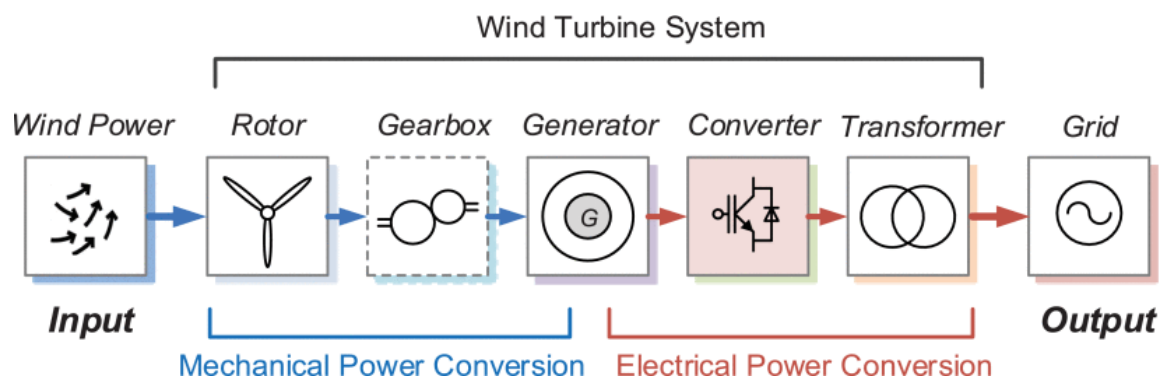 Wind Turbine System
Wind Power Rotor Gearbox Generator Converter Transformer Grid
G
Input Output
Mechanical Power Conversion Electrical Power Conversion